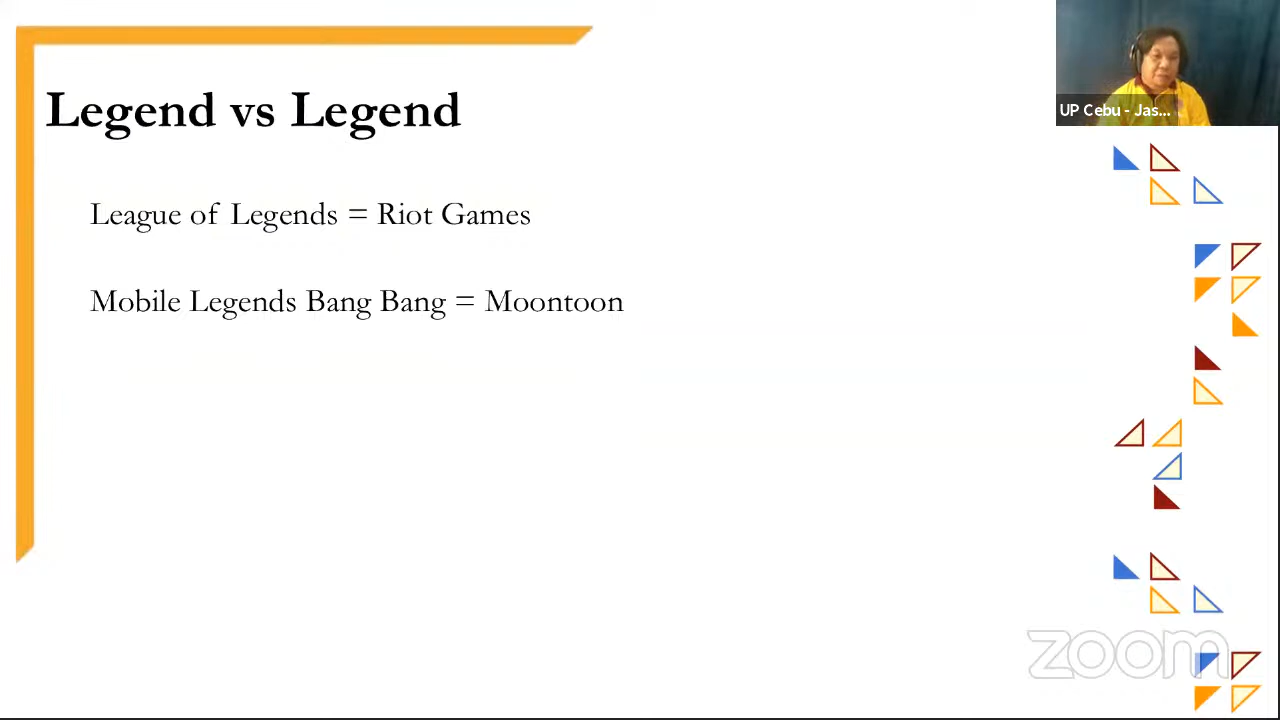 UP Cebu - Jas...
Legend vs Legend
League of Legends = Riot Games
Mobile Legends Bang Bang = Moontoon
zoom